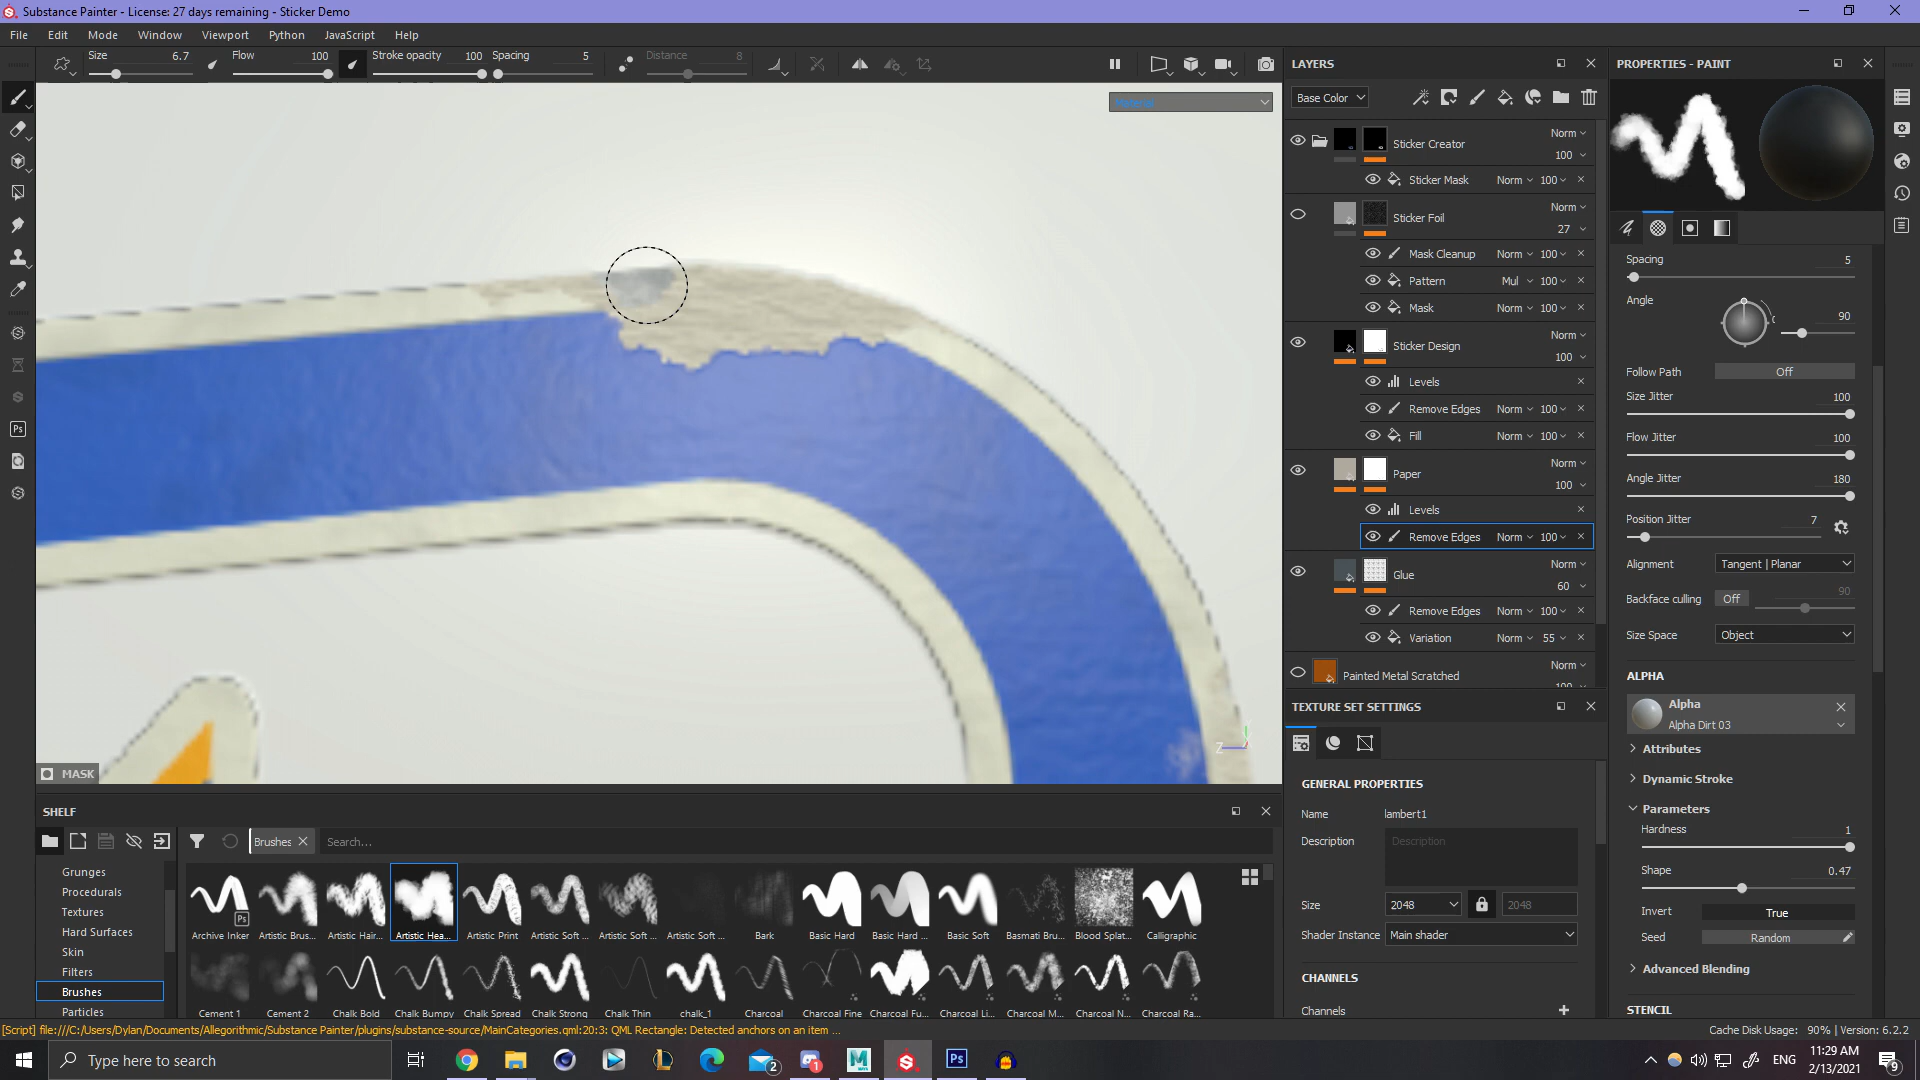 Substance Painter - License: 27 days remaining - Sticker Demo
File Edit Mode Window Viewport Python JavaScript Help
Size 6.7 Flow 100 Stroke opacity 100 Spacing 5 Distance 8
Material
MASK
LAYERS
Base Color
Norm
Sticker Creator
100
Sticker Mask Norm 100
Norm
Sticker Foil
27
Mask Cleanup Norm 100
Pattern Mul 100
Mask Norm 100
Norm
Sticker Design
100
Levels
Remove Edges Norm 100
Fill Norm 100
Norm
Paper
100
Levels
Remove Edges Norm 100
Norm
Glue
60
Remove Edges Norm 100
Variation Norm 55
Norm
Painted Metal Scratched
100
TEXTURE SET SETTINGS
GENERAL PROPERTIES
Name lambert1
Description Description
Size 2048 2048
Shader Instance Main shader
CHANNELS
Channels
PROPERTIES - PAINT
Spacing 5
Angle 90
Follow Path Off
Size Jitter 100
Flow Jitter 100
Angle Jitter 180
Position Jitter 7
Alignment Tangent | Planar
Backface culling Off 90
Size Space Object
ALPHA
Alpha
Alpha Dirt 03
Attributes
Dynamic Stroke
Parameters
Hardness 1
Shape 0.47
Invert True
Seed Random
Advanced Blending
STENCIL
SHELF
Brushes Search...
Grunges
Procedurals
Textures
Hard Surfaces
Skin
Filters
Brushes
Particles
Archive Inker Artistic Brus... Artistic Hair... Artistic Hea... Artistic Print Artistic Soft ... Artistic Soft ... Artistic Soft ... Bark Basic Hard Basic Hard ... Basic Soft Basmati Bru... Blood Splat... Calligraphic
Cement 1 Cement 2 Chalk Bold Chalk Bumpy Chalk Spread Chalk Strong Chalk Thin chalk_1 Charcoal Charcoal Fine Charcoal Fu... Charcoal Li... Charcoal M... Charcoal N... Charcoal Ra...
[Script] file:///C:/Users/Dylan/Documents/Allegorithmic/Substance Painter/plugins/substance-source/MainCategories.qml:20:3: QML Rectangle: Detected anchors on an item ...
Cache Disk Usage: 90% | Version: 6.2.2
Type here to search
ENG
11:29 AM
2/13/2021